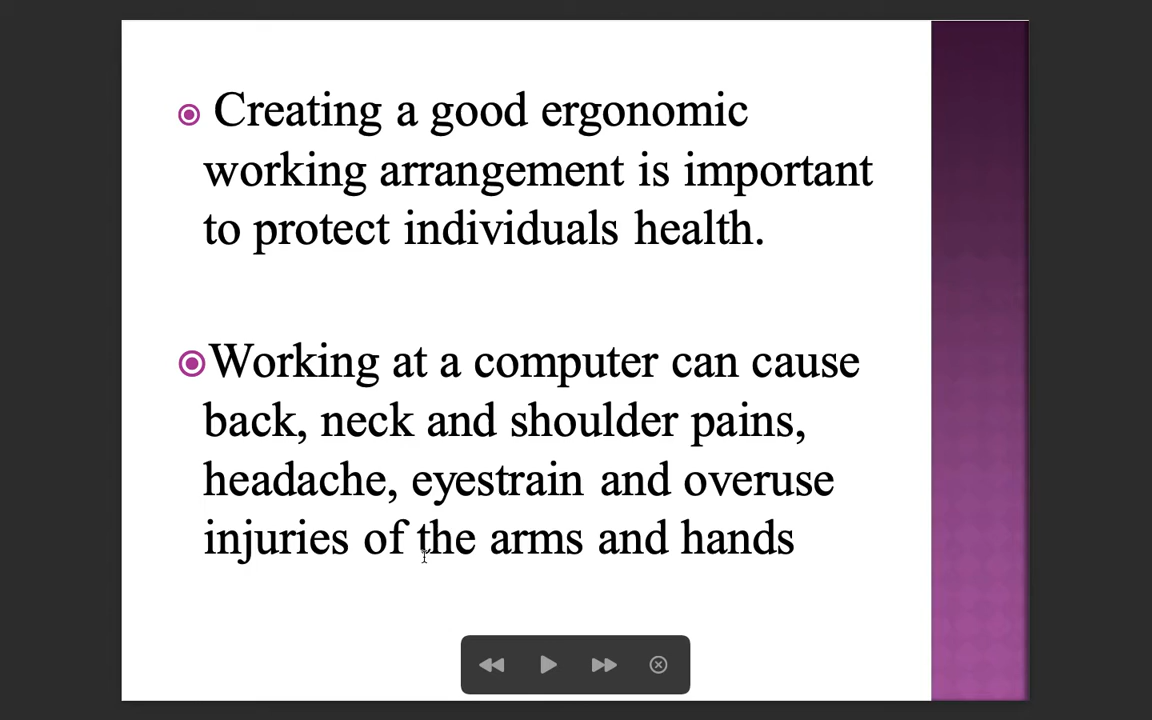 Creating a good ergonomic
working arrangement is important
to protect individuals health.
Working at a computer can cause
back, neck and shoulder pains,
headache, eyestrain and overuse
injuries of the arms and hands